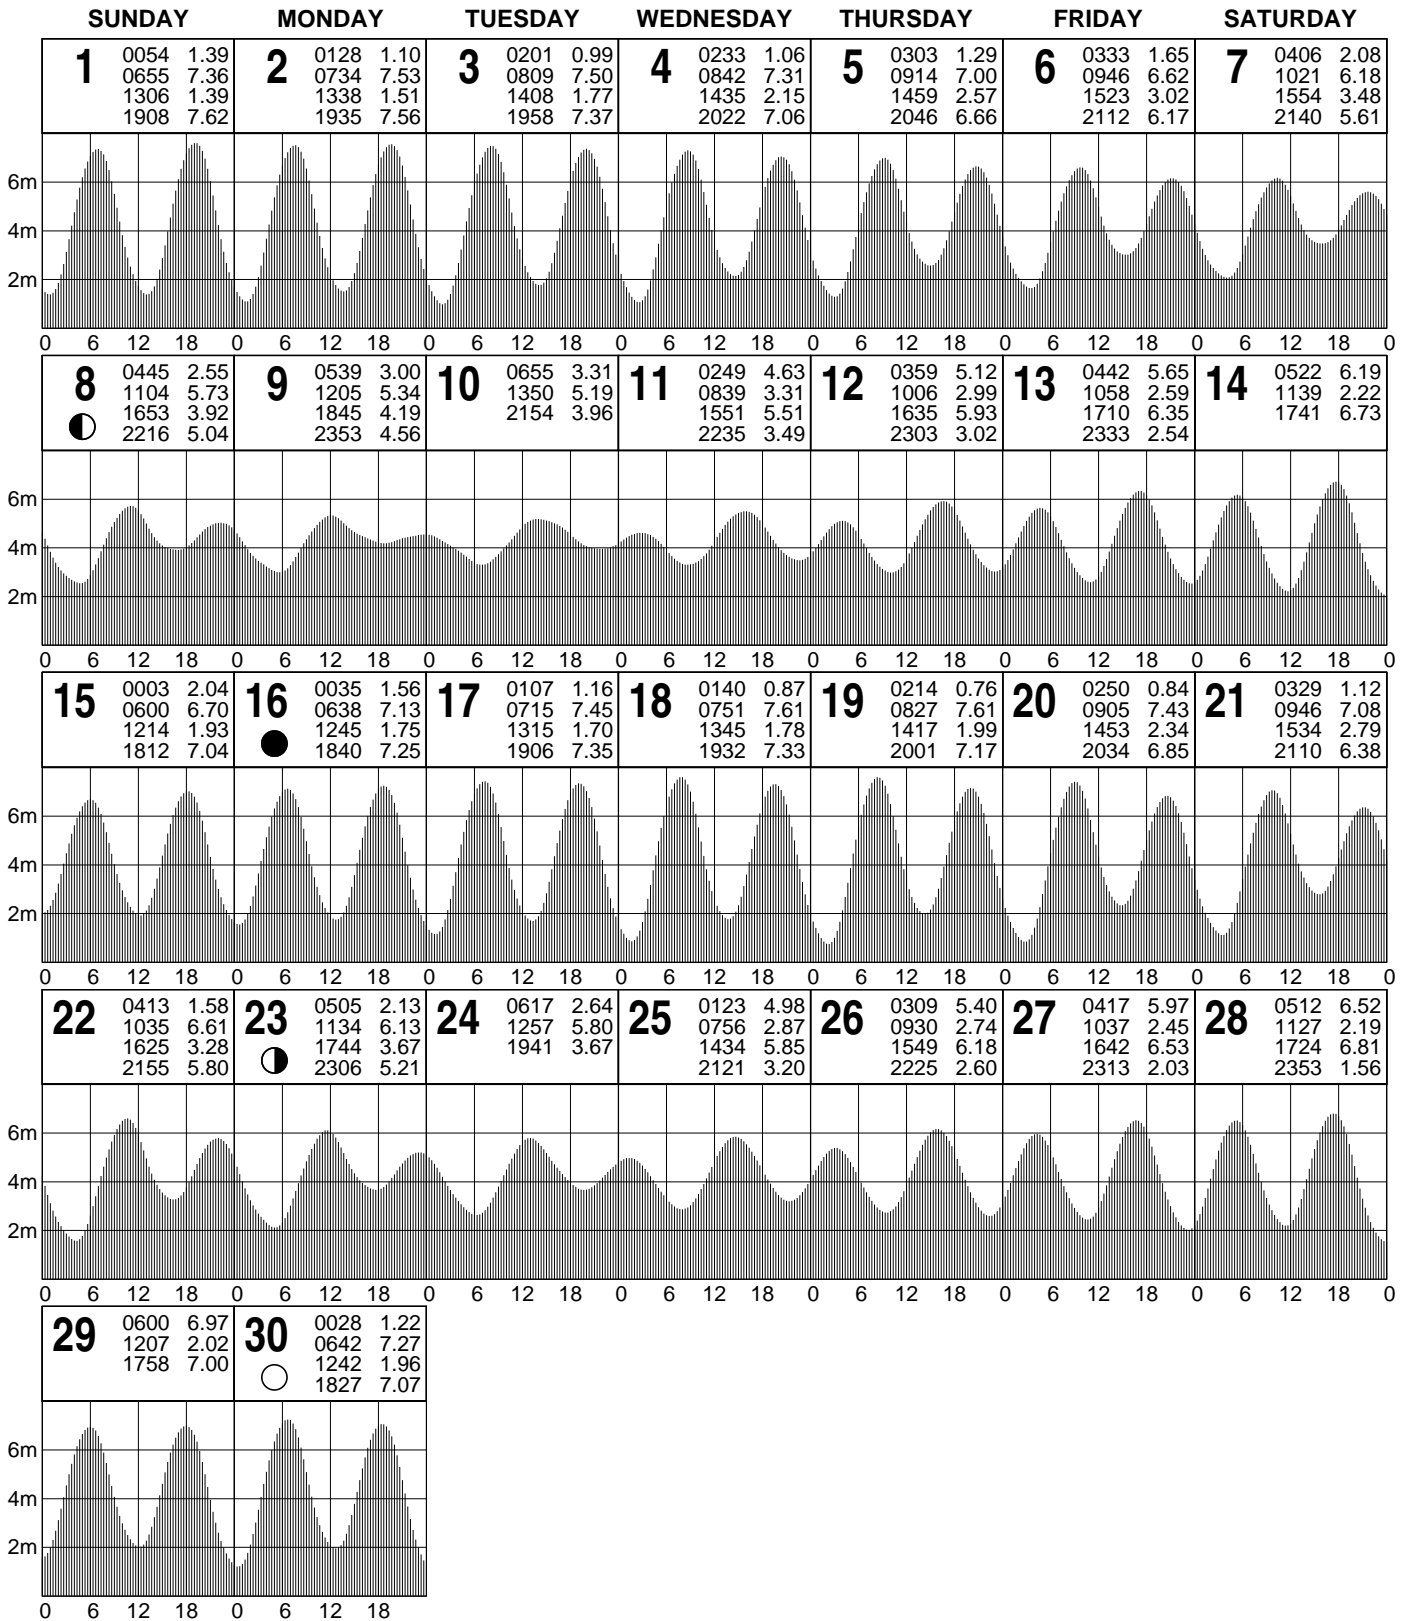 SUNDAY MONDAY TUESDAY WEDNESDAY THURSDAY FRIDAY SATURDAY
1 0054 1.39 2 0128 1.10 3 0201 0.99 4 0233 1.06 5 0303 1.29 6 0333 1.65 7 0406 2.08
0655 7.36 0734 7.53 0809 7.50 0842 7.31 0914 7.00 0946 6.62 1021 6.18
1306 1.39 1338 1.51 1408 1.77 1435 2.15 1459 2.57 1523 3.02 1554 3.48
1908 7.62 1935 7.56 1958 7.37 2022 7.06 2046 6.66 2112 6.17 2140 5.61
6m
4m
2m
0 6 12 18 0 6 12 18 0 6 12 18 0 6 12 18 0 6 12 18 0 6 12 18 0 6 12 18 0
8 0445 2.55 9 0539 3.00 10 0655 3.31 11 0249 4.63 12 0359 5.12 13 0442 5.65 14 0522 6.19
1104 5.73 1205 5.34 1350 5.19 0839 3.31 1006 2.99 1058 2.59 1139 2.22
1653 3.92 1845 4.19 2154 3.96 1551 5.51 1635 5.93 1710 6.35 1741 6.73
2216 5.04 2353 4.56 2235 3.49 2303 3.02 2333 2.54
6m
4m
2m
0 6 12 18 0 6 12 18 0 6 12 18 0 6 12 18 0 6 12 18 0 6 12 18 0 6 12 18 0
15 0003 2.04 16 0035 1.56 17 0107 1.16 18 0140 0.87 19 0214 0.76 20 0250 0.84 21 0329 1.12
0600 6.70 0638 7.13 0715 7.45 0751 7.61 0827 7.61 0905 7.43 0946 7.08
1214 1.93 1245 1.75 1315 1.70 1345 1.78 1417 1.99 1453 2.34 1534 2.79
1812 7.04 1840 7.25 1906 7.35 1932 7.33 2001 7.17 2034 6.85 2110 6.38
6m
4m
2m
0 6 12 18 0 6 12 18 0 6 12 18 0 6 12 18 0 6 12 18 0 6 12 18 0 6 12 18 0
22 0413 1.58 23 0505 2.13 24 0617 2.64 25 0123 4.98 26 0309 5.40 27 0417 5.97 28 0512 6.52
1035 6.61 1134 6.13 1257 5.80 0756 2.87 0930 2.74 1037 2.45 1127 2.19
1625 3.28 1744 3.67 1941 3.67 1434 5.85 1549 6.18 1642 6.53 1724 6.81
2155 5.80 2306 5.21 2121 3.20 2225 2.60 2313 2.03 2353 1.56
6m
4m
2m
0 6 12 18 0 6 12 18 0 6 12 18 0 6 12 18 0 6 12 18 0 6 12 18 0 6 12 18 0
29 0600 6.97 30 0028 1.22
1207 2.02 0642 7.27
1758 7.00 1242 1.96
1827 7.07
6m
4m
2m
0 6 12 18 0 6 12 18